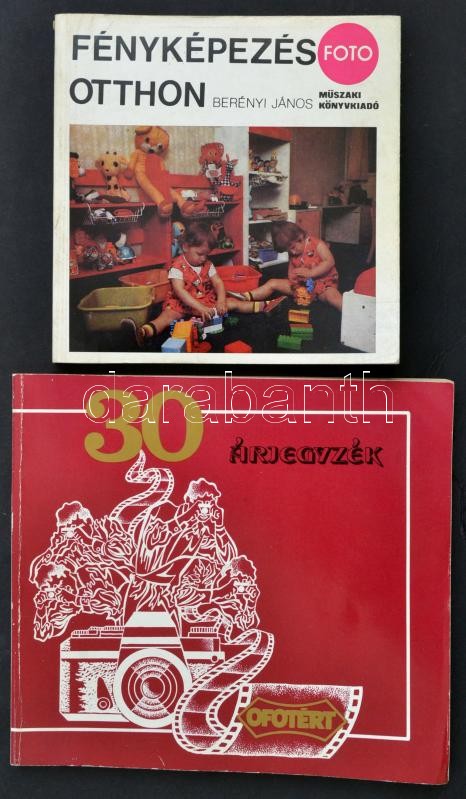 FÉNYKÉPEZÉS
OTTHON BERÉNYI JÁNOS
FOTO
MŰSZAKI
KÖNYVKIADÓ
darabanth
30
ÁRJEGYZÉK
OFOTÉRT